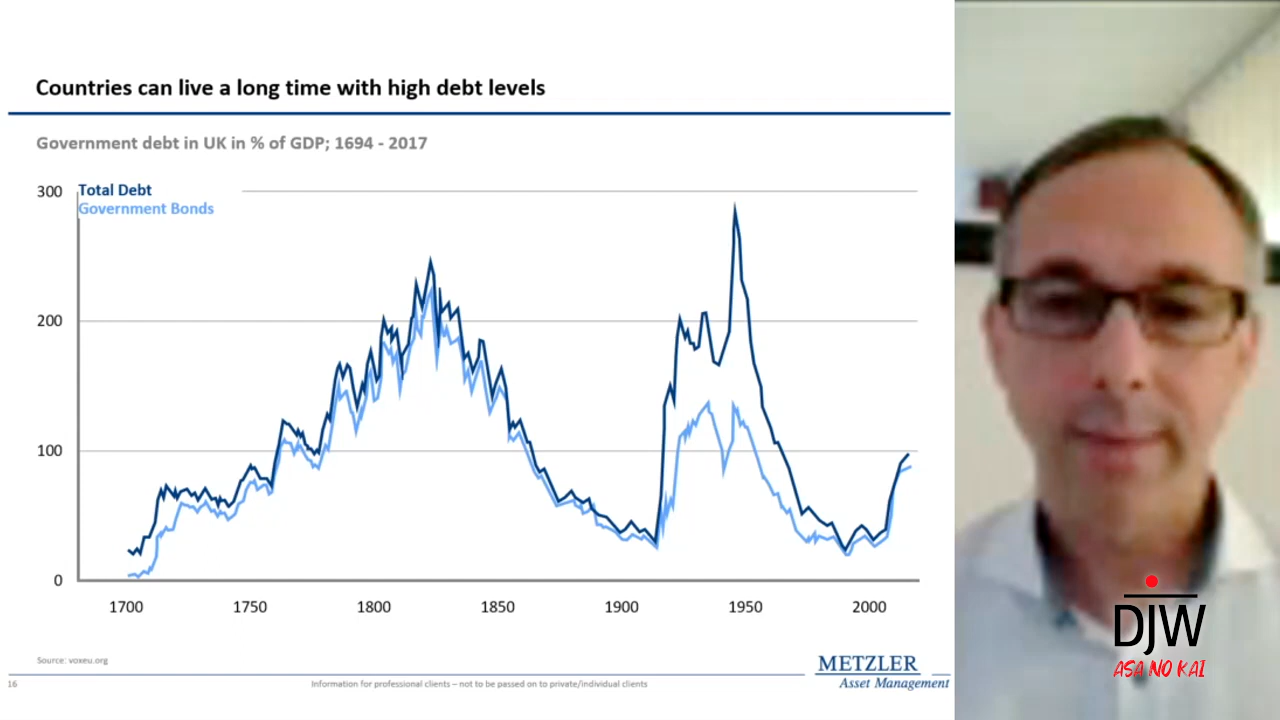 Countries can live a long time with high debt levels
Government debt in UK in % of GDP; 1694 - 2017
300
Total Debt
Government Bonds
200
100
0
1700
1750
1800
1850
1900
1950
2000
Source: voxeu.org
METZLER
Asset Management
16
Information for professional clients – not to be passed on to private/individual clients
DJW
ASA NO KAI